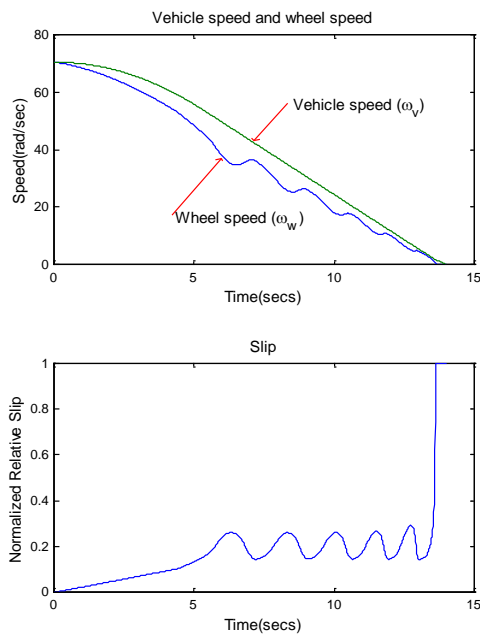 Vehicle speed and wheel speed
80
60
40
20
0
Speed(rad/sec)
Vehicle speed (ωv)
Wheel speed (ωw)
0 5 10 15
Time(secs)
Slip
1
0.8
0.6
0.4
0.2
0
Normalized Relative Slip
0 5 10 15
Time(secs)